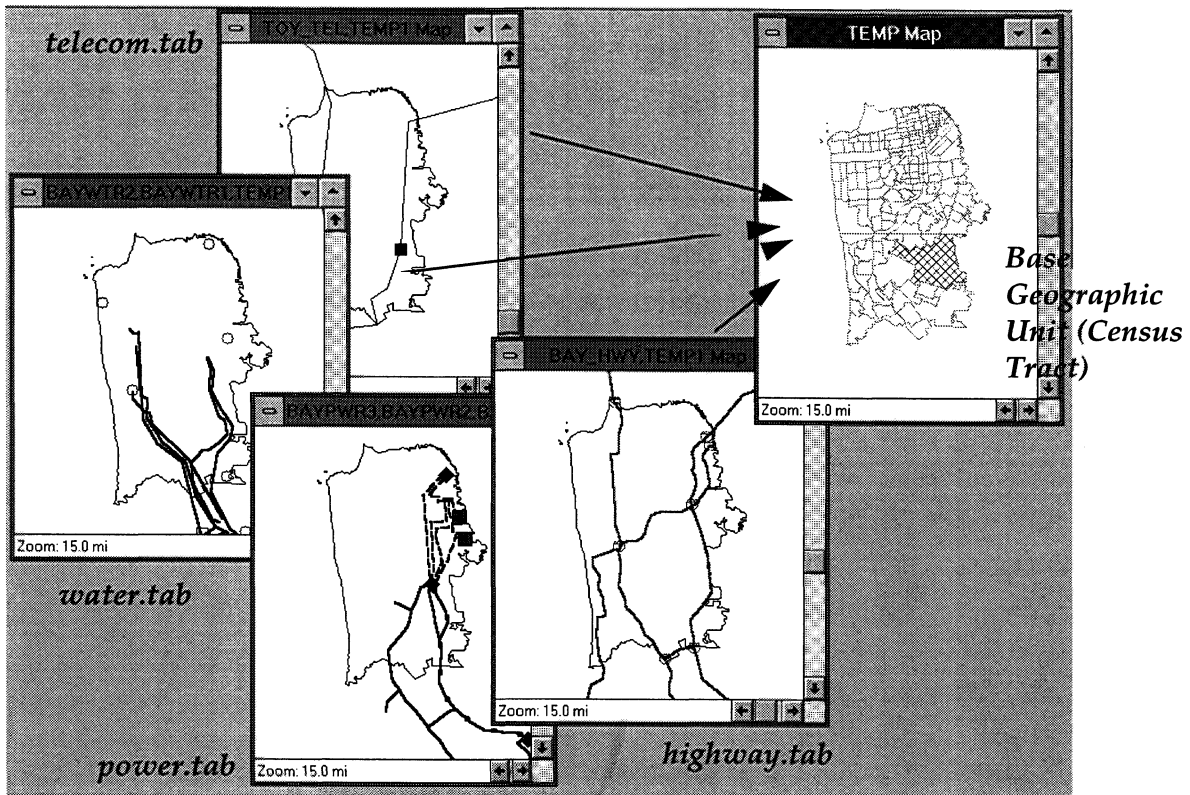 telecom.tab
TOY_TEL,TEMP1 Map
TEMP Map
BAYWTR2,BAYWTR1,TEMP1
Base
Geographic
Unit (Census
Tract)
BAY_HWY,TEMP1 Map
BAYPWR3,BAYPWR2,B
Zoom: 15.0 mi
Zoom: 15.0 mi
water.tab
Zoom: 15.0 mi
highway.tab
power.tab
Zoom: 15.0 mi